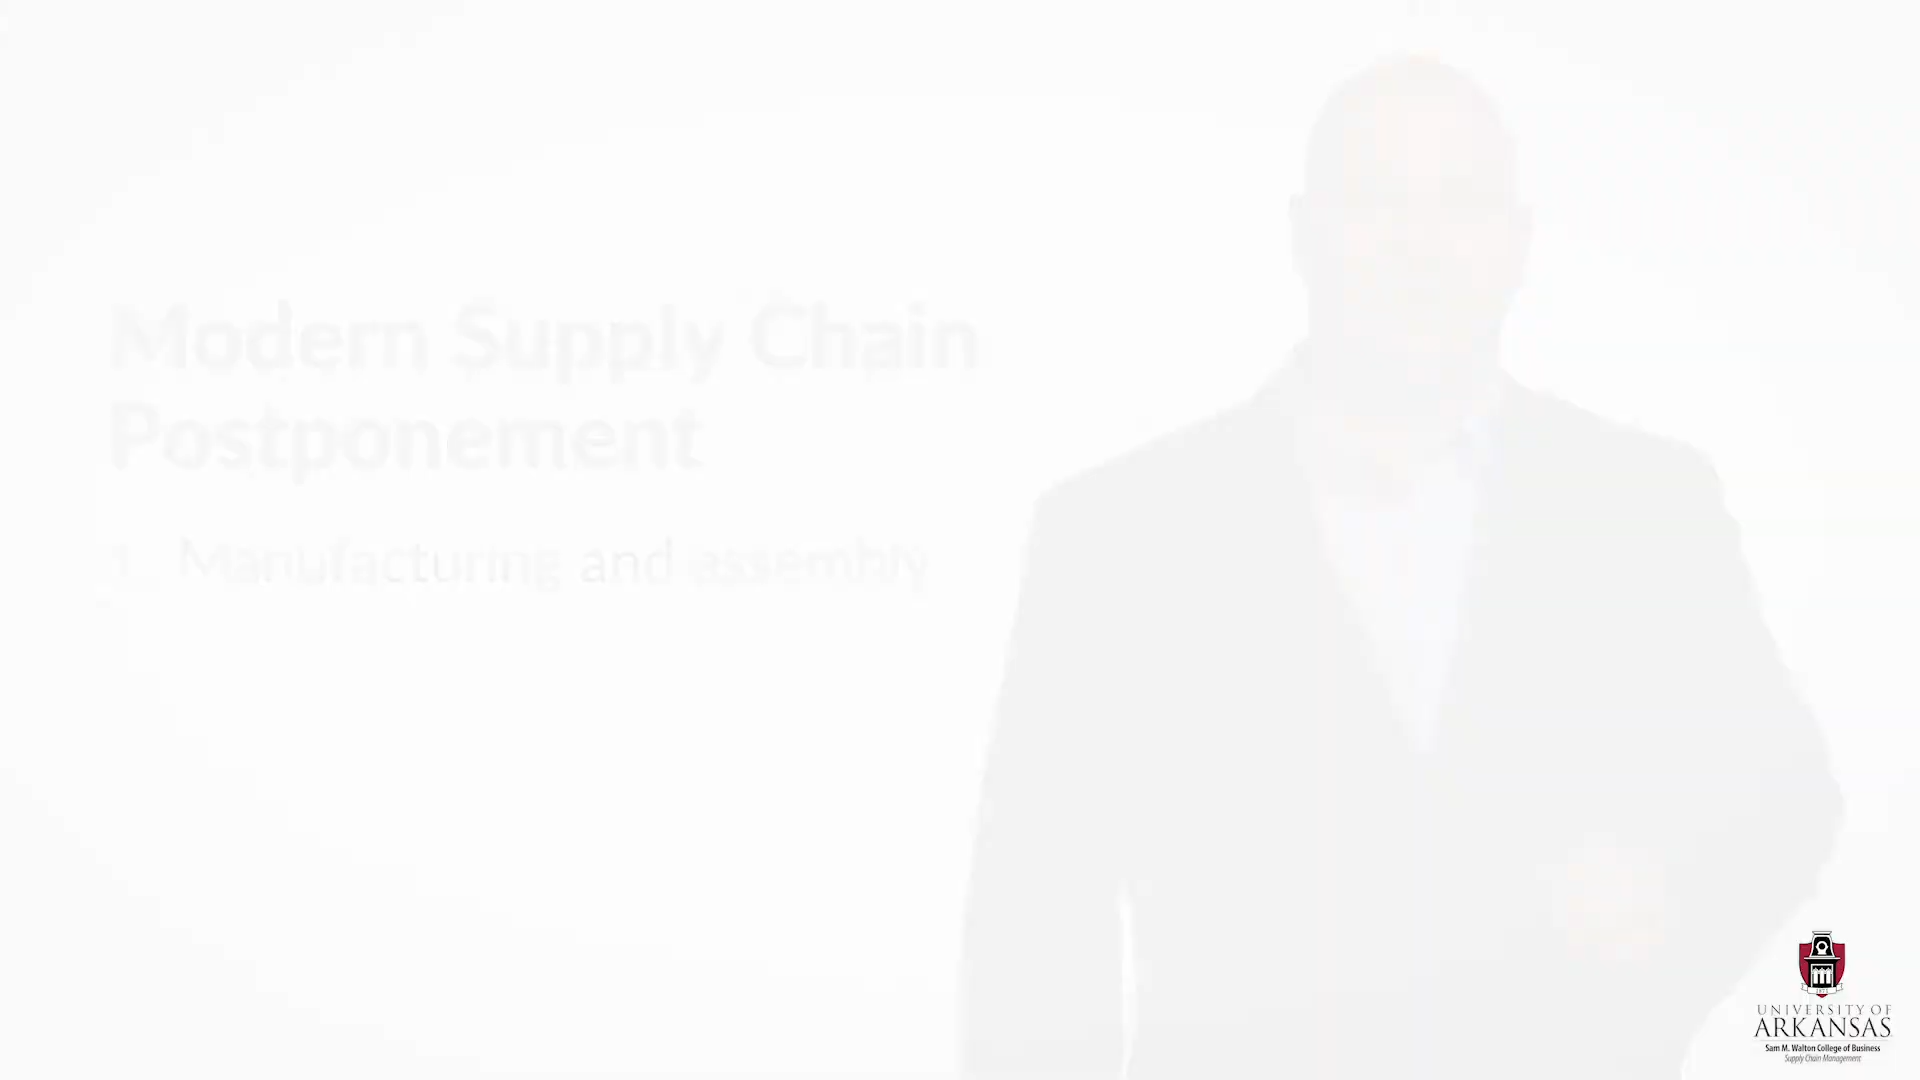 Modern Supply Chain
Postponement
1. Manufacturing and assembly
1871
UNIVERSITY OF
ARKANSAS
Sam M. Walton College of Business
Supply Chain Management